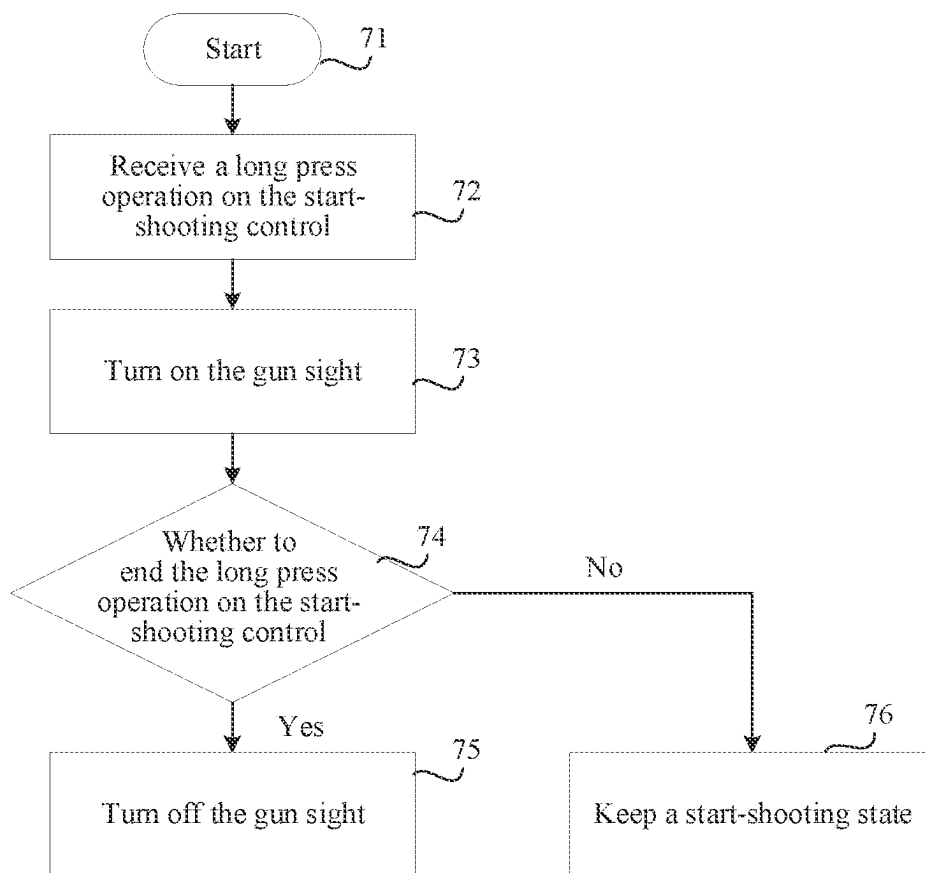 Start
71
Receive a long press
operation on the start-
shooting control
72
Turn on the gun sight
73
Whether to
end the long press
operation on the start-
shooting control
74
No
Yes
75
76
Turn off the gun sight
Keep a start-shooting state